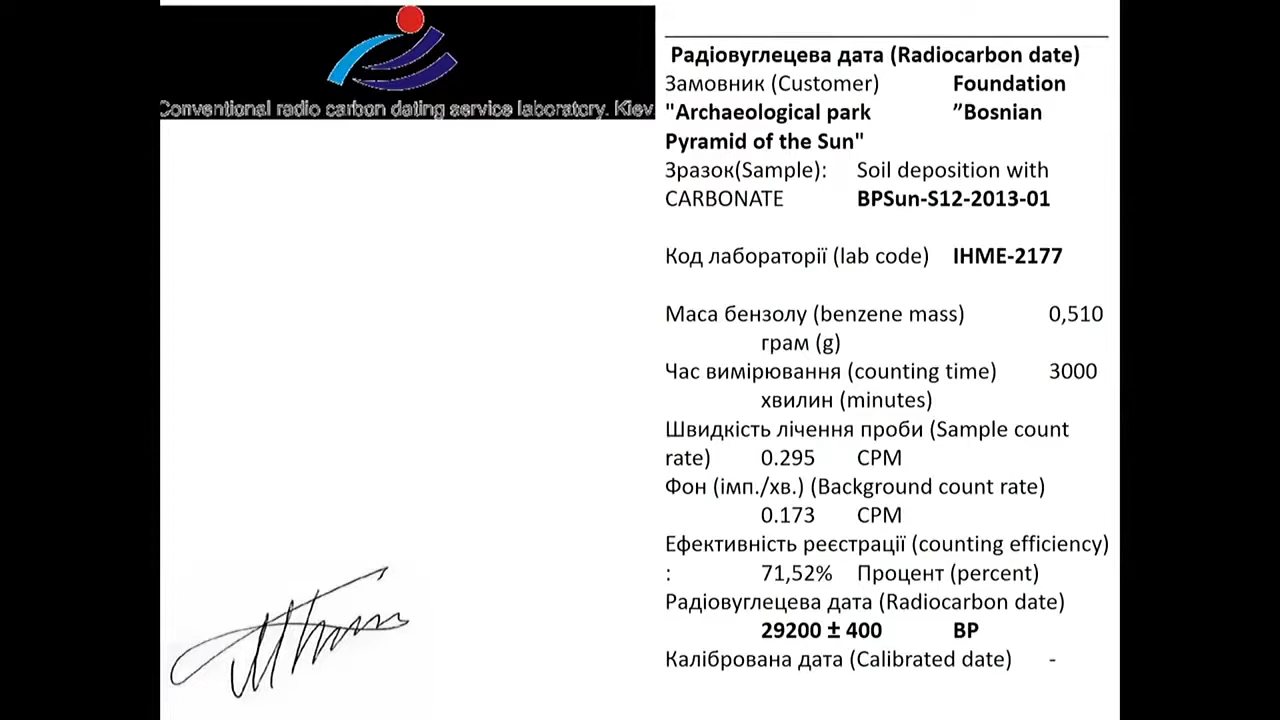 Conventional radio carbon dating service laboratory. Kiev
Радіовуглецева дата (Radiocarbon date)
Замовник (Customer) Foundation
"Archaeological park ”Bosnian
Pyramid of the Sun"
Зразок(Sample): Soil deposition with
CARBONATE BPSun-S12-2013-01
Код лабораторії (lab code) IHME-2177
Маса бензолу (benzene mass) 0,510
грам (g)
Час вимірювання (counting time) 3000
хвилин (minutes)
Швидкість лічення проби (Sample count
rate) 0.295 CPM
Фон (імп./хв.) (Background count rate)
0.173 CPM
Ефективність реєстрації (counting efficiency)
: 71,52% Процент (percent)
Радіовуглецева дата (Radiocarbon date)
29200 ± 400 BP
Калібрована дата (Calibrated date) -